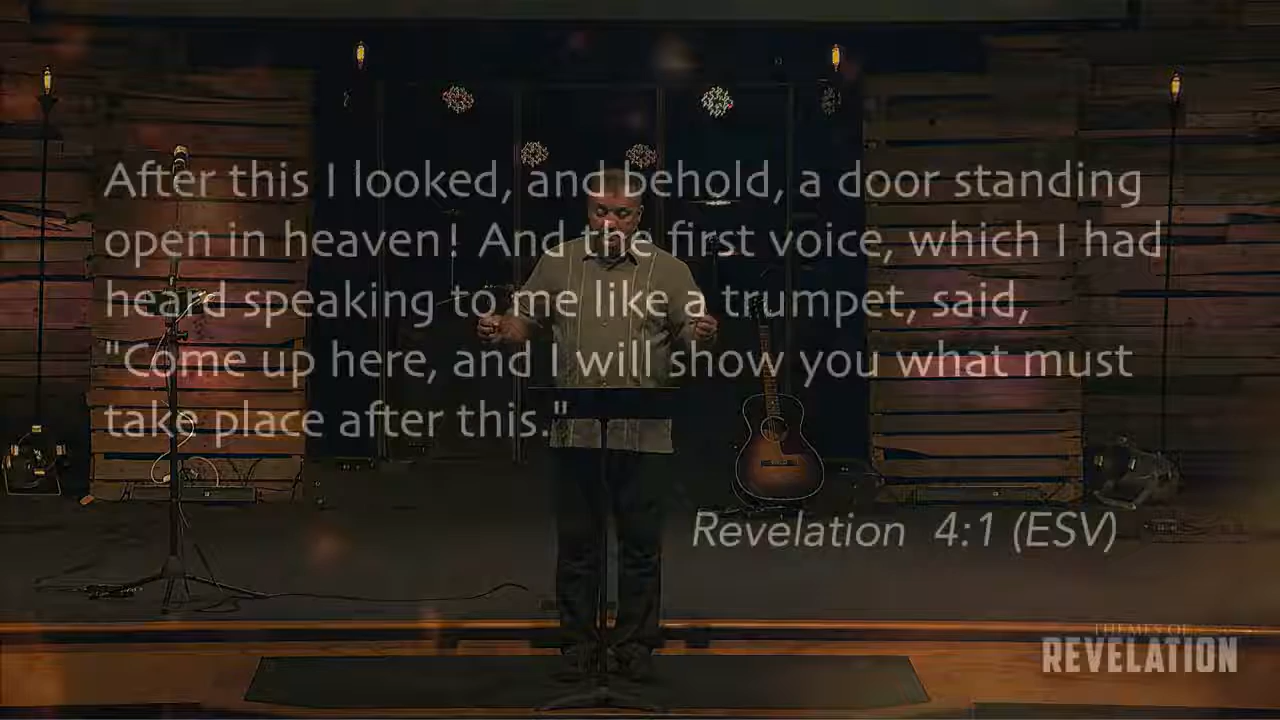 After this I looked, and behold, a door standing
open in heaven! And the first voice, which I had
heard speaking to me like a trumpet, said,
"Come up here, and I will show you what must
take place after this."
Revelation 4:1 (ESV)
THEMES OF
REVELATION